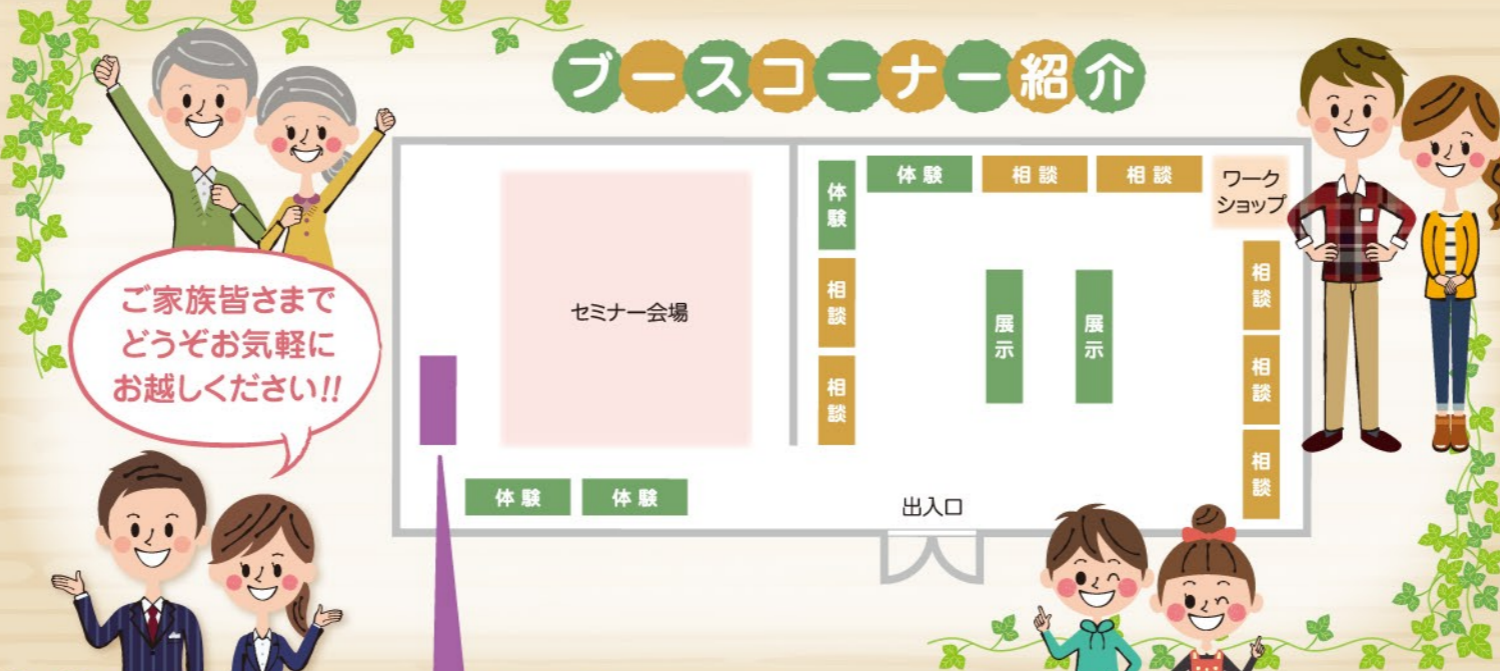 ブースコーナー紹介
体験
相談
相談
ワーク
ショップ
体験
相談
相談
セミナー会場
展示
展示
相談
相談
相談
体験
体験
出入口
ご家族皆さまで
どうぞお気軽に
お越しください!!